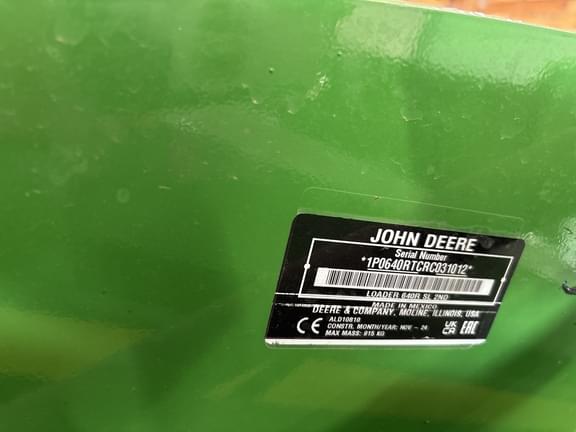 JOHN DEERE
Serial Number
*1P0640RTCRC031012*
LOADER 640R SL 2ND
MADE IN MEXICO
DEERE & COMPANY, MOLINE, ILLINOIS, USA
ALD10810
CE CONSTR. MONTH/YEAR: NOV - 24 UK CA EAC
MAX MASS: 815 KG